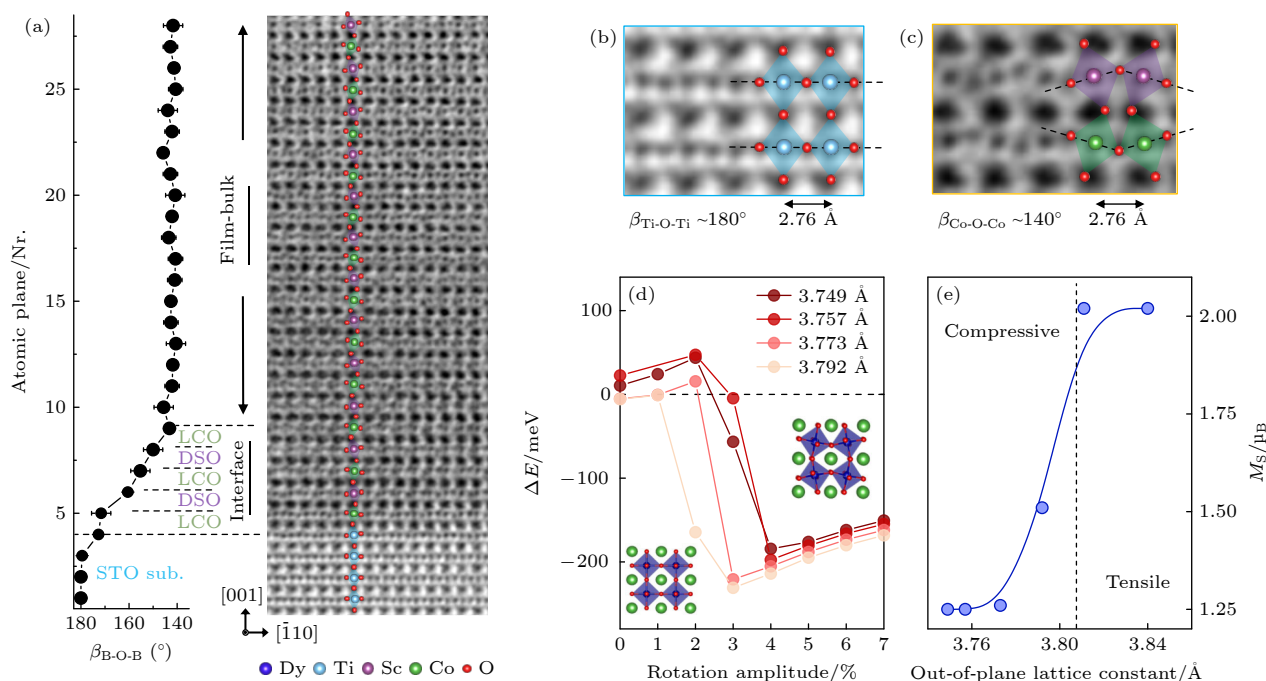 (a)
25
20
15
10
5
Atomic plane/Nr.
180
160
140
β_B-O-B (°)
Film-bulk
Interface
LCO
DSO
LCO
DSO
LCO
STO sub.
[001]
[1̄10]
Dy Ti Sc Co O
(b)
β_Ti-O-Ti ~180°
2.76 Å
(c)
β_Co-O-Co ~140°
2.76 Å
(d)
3.749 Å
3.757 Å
3.773 Å
3.792 Å
100
0
−100
−200
ΔE/meV
0 1 2 3 4 5 6 7
Rotation amplitude/%
(e)
Compressive
Tensile
2.00
1.75
1.50
1.25
M_S/μ_B
3.76 3.80 3.84
Out-of-plane lattice constant/Å